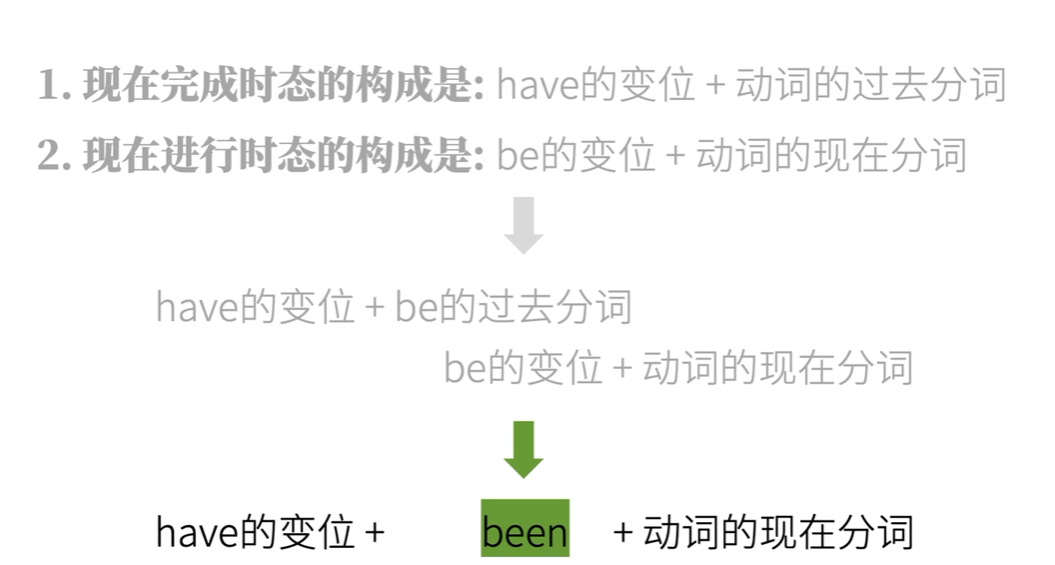 1. 现在完成时态的构成是: have的变位 + 动词的过去分词
2. 现在进行时态的构成是: be的变位 + 动词的现在分词
have的变位 + be的过去分词
be的变位 + 动词的现在分词
have的变位 + been + 动词的现在分词